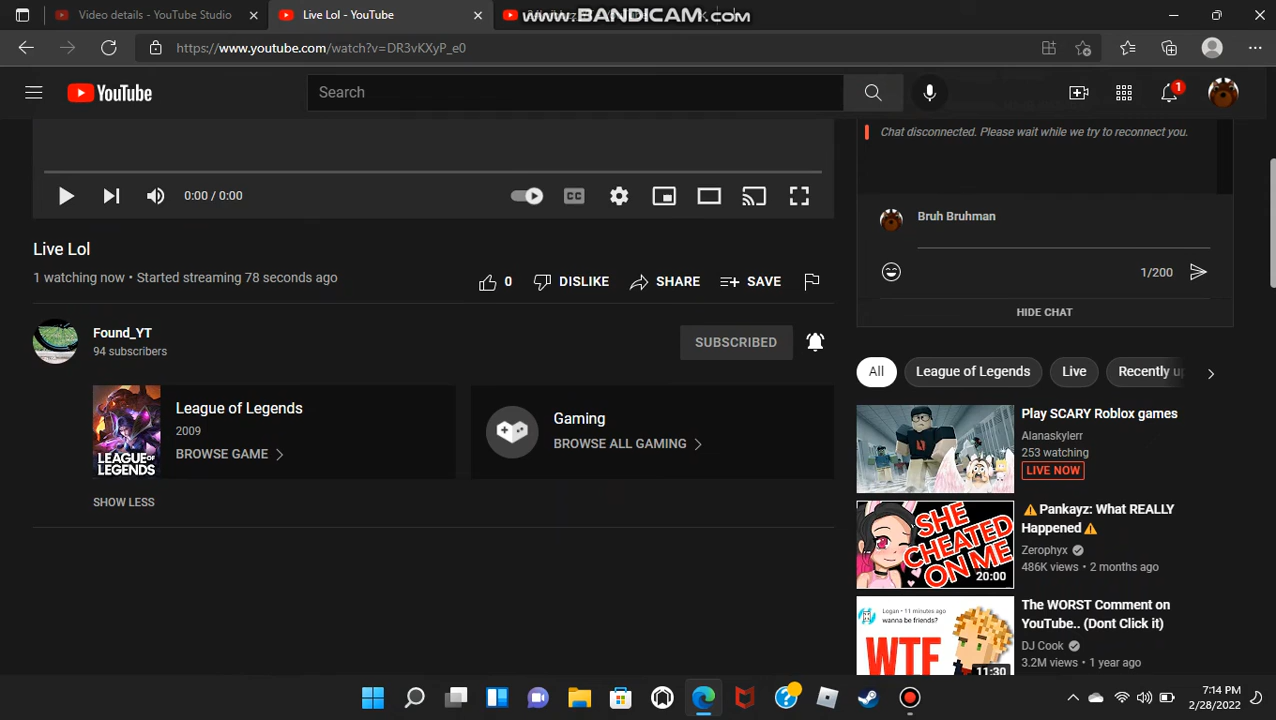 Video details - YouTube Studio
Live Lol - YouTube
www.BANDICAM.com
https://www.youtube.com/watch?v=DR3vKXyP_e0
YouTube
Search
1
Chat disconnected. Please wait while we try to reconnect you.
0:00 / 0:00
CC
Bruh Bruhman
1/200
HIDE CHAT
Live Lol
1 watching now • Started streaming 78 seconds ago
0
DISLIKE
SHARE
SAVE
Found_YT
94 subscribers
SUBSCRIBED
LEAGUE OF LEGENDS
League of Legends
2009
BROWSE GAME
Gaming
BROWSE ALL GAMING
SHOW LESS
All
League of Legends
Live
Recently u
Play SCARY Roblox games
Alanaskylerr
253 watching
LIVE NOW
SHE CHEATED ON ME
20:00
⚠️Pankayz: What REALLY
Happened⚠️
Zerophyx
486K views • 2 months ago
Logan • 11 minutes ago
wanna be friends?
WTF
11:30
The WORST Comment on
YouTube.. (Dont Click it)
DJ Cook
3.2M views • 1 year ago
7:14 PM
2/28/2022